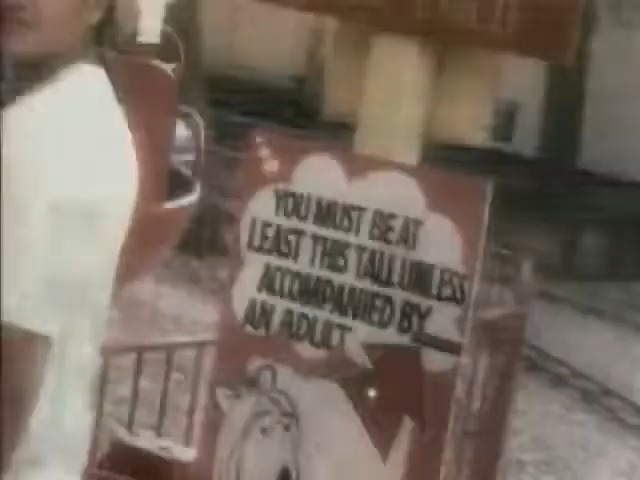 YOU MUST BE AT
LEAST THIS TALL UNLESS
ACCOMPANIED BY
AN ADULT